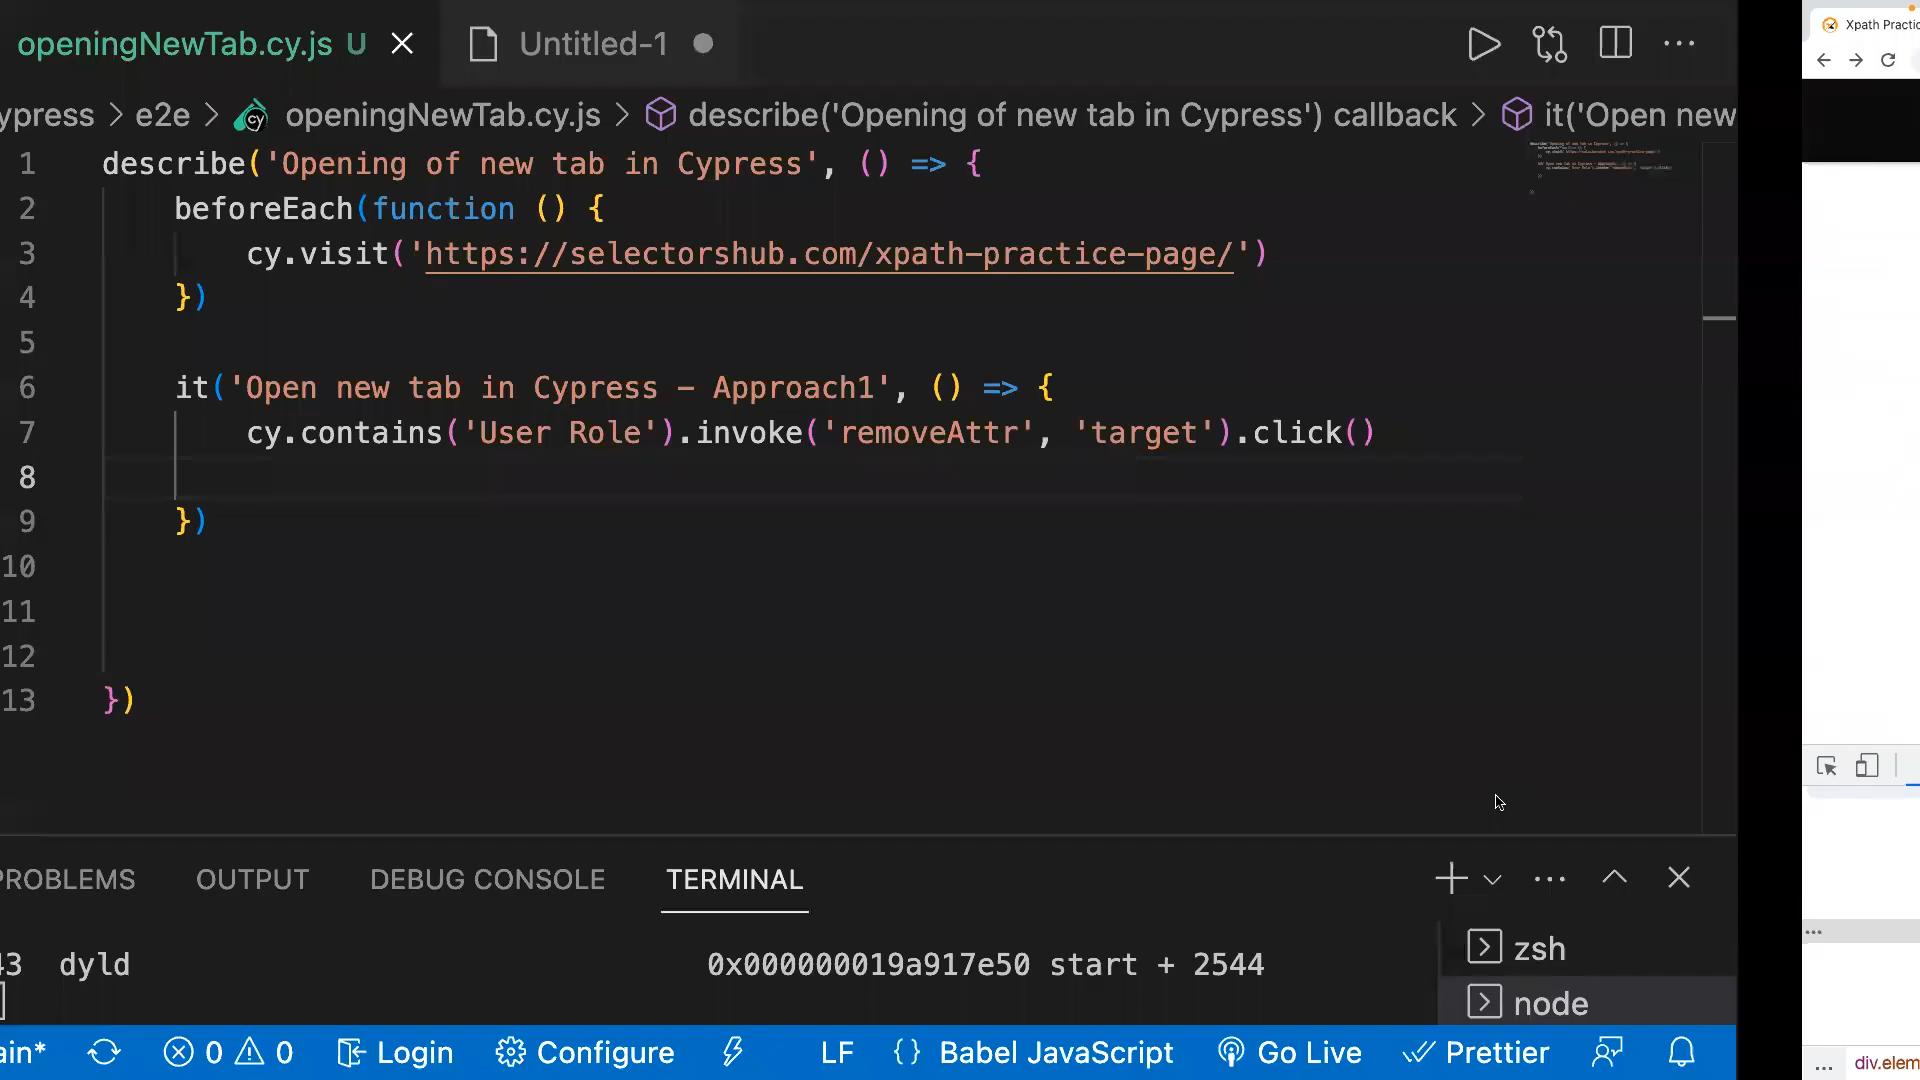 openingNewTab.cy.js U
Untitled-1
Xpath Practic
ypress > e2e > openingNewTab.cy.js > describe('Opening of new tab in Cypress') callback > it('Open new
1 describe('Opening of new tab in Cypress', () => {
2 beforeEach(function () {
3 cy.visit('https://selectorshub.com/xpath-practice-page/')
4 })
5
6 it('Open new tab in Cypress - Approach1', () => {
7 cy.contains('User Role').invoke('removeAttr', 'target').click()
8
9 })
10
11
12
13 })
PROBLEMS OUTPUT DEBUG CONSOLE TERMINAL
43 dyld 0x000000019a917e50 start + 2544
zsh
node
ain* 0 0 Login Configure LF {} Babel JavaScript Go Live Prettier
... div.elem